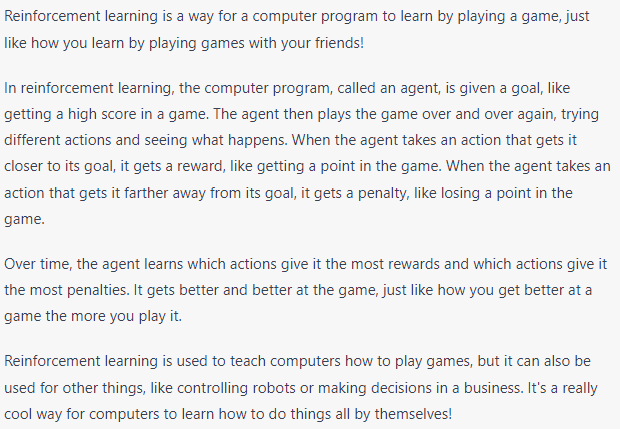 Reinforcement learning is a way for a computer program to learn by playing a game, just
like how you learn by playing games with your friends!
In reinforcement learning, the computer program, called an agent, is given a goal, like
getting a high score in a game. The agent then plays the game over and over again, trying
different actions and seeing what happens. When the agent takes an action that gets it
closer to its goal, it gets a reward, like getting a point in the game. When the agent takes an
action that gets it farther away from its goal, it gets a penalty, like losing a point in the
game.
Over time, the agent learns which actions give it the most rewards and which actions give it
the most penalties. It gets better and better at the game, just like how you get better at a
game the more you play it.
Reinforcement learning is used to teach computers how to play games, but it can also be
used for other things, like controlling robots or making decisions in a business. It's a really
cool way for computers to learn how to do things all by themselves!